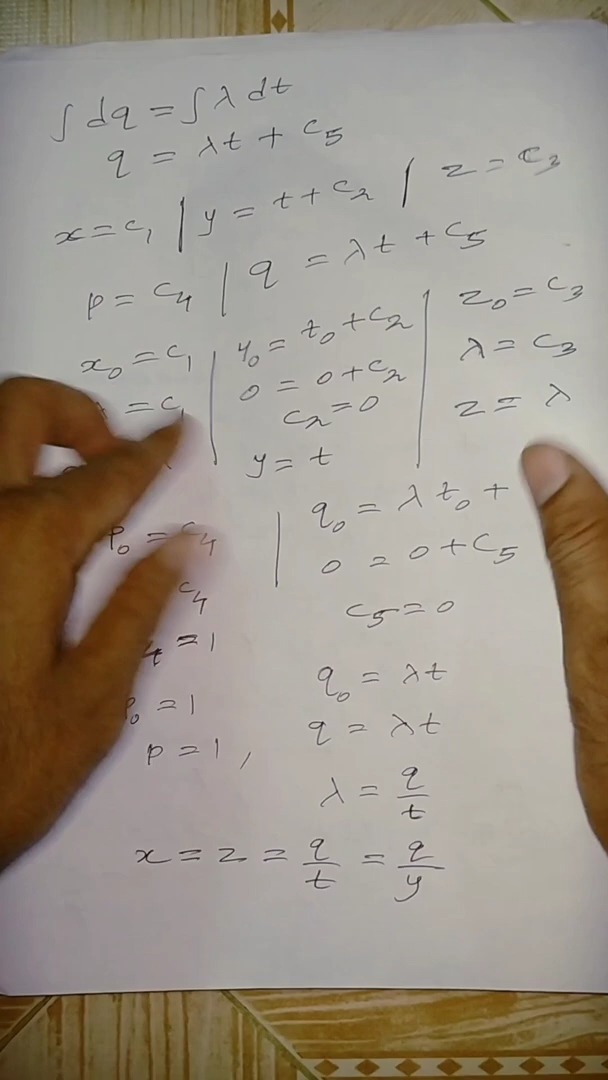 ∫ dq = ∫ λ dt
q = λt + c₅
x = c₁ | y = t + c₂ | z = c₃
p = c₄ | q = λt + c₅
x₀ = c₁ | y₀ = t₀ + c₂ | z₀ = c₃
= c₁ | 0 = 0 + c₂ | λ = c₃
c₂ = 0 | z = λ
y = t
p₀ = c₄ | q₀ = λt₀ +
c₄ | 0 = 0 + c₅
= 1 c₅ = 0
p₀ = 1 q₀ = λt
p = 1, q = λt
λ = q/t
x = z = q/t = q/y